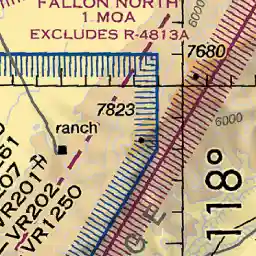 FALLON NORTH
1 MOA
EXCLUDES R-4813A
7680
6000
7823
6000
ranch
118°
VR201
VR202
VR1250
G E